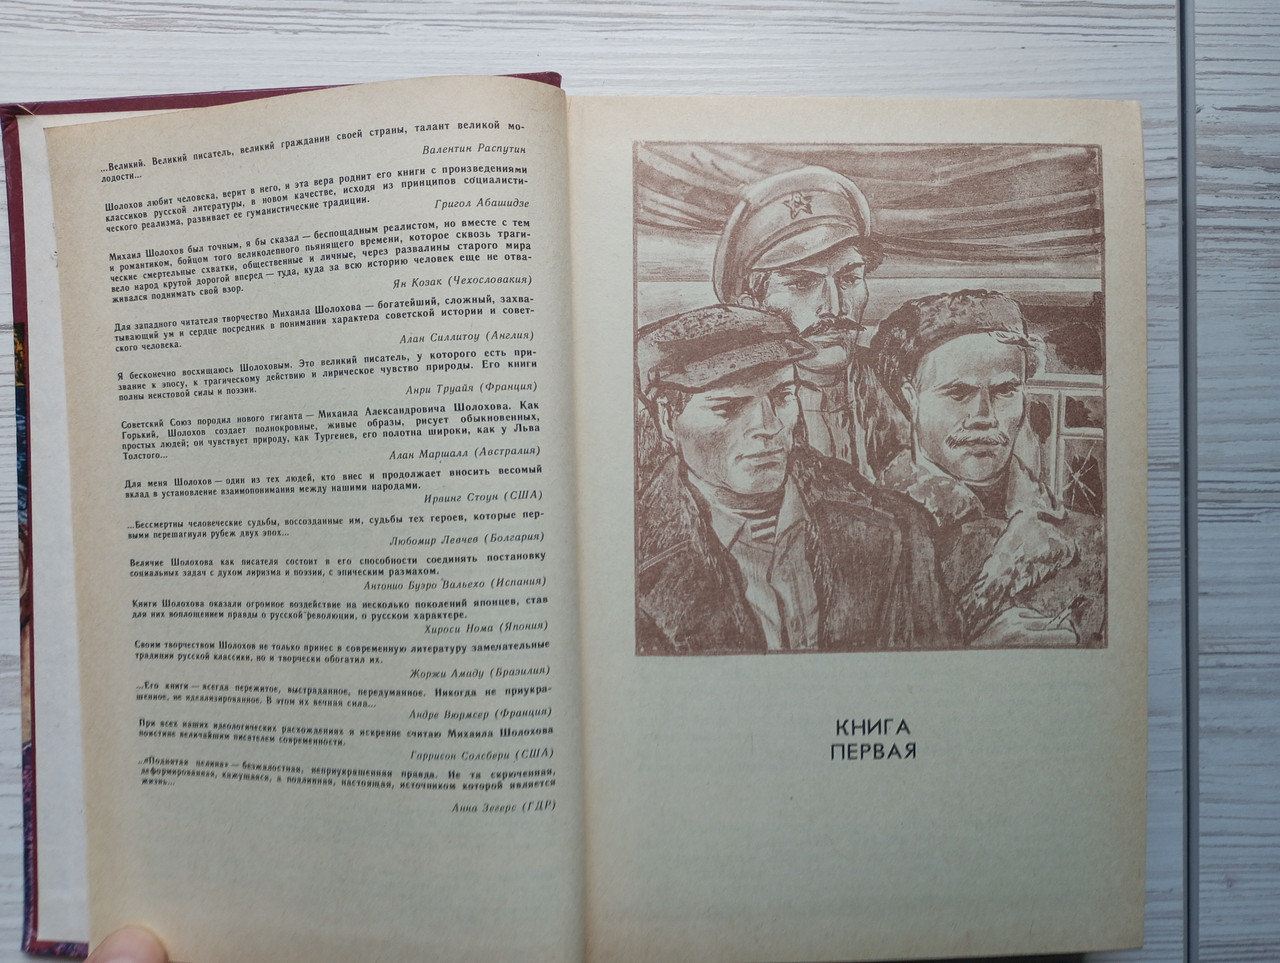 ...Великий. Великий писатель, великий гражданин своей страны, талант великой мо-
лодости...
Валентин Распутин
Шолохов любит человека, верит в него, и эта вера роднит его книги с произведениями
классиков русской литературы, в новом качестве, исходя из принципов социалисти-
ческого реализма, развивает ее гуманистические традиции.
Григол Абашидзе
Михаил Шолохов был точным, я бы сказал — беспощадным реалистом, но вместе с тем
и романтиком, бойцом того великолепного пьянящего времени, которое сквозь траги-
ческие смертельные схватки, общественные и личные, через развалины старого мира
вело народ крутой дорогой вперед — туда, куда за всю историю человек еще не отва-
живался поднимать свой взор.
Ян Козак (Чехословакия)
Для западного читателя творчество Михаила Шолохова — богатейший, сложный, захва-
тывающий ум и сердце посредник в понимании характера советской истории и совет-
ского человека.
Алан Силлитоу (Англия)
Я бесконечно восхищаюсь Шолоховым. Это великий писатель, у которого есть при-
звание к эпосу, к трагическому действию и лирическое чувство природы. Его книги
полны неистовой силы и поэзии.
Анри Труайя (Франция)
Советский Союз породил нового гиганта — Михаила Александровича Шолохова. Как
Горький, Шолохов создает полнокровные, живые образы, рисует обыкновенных,
простых людей; он чувствует природу, как Тургенев, его полотна широки, как у Льва
Толстого...
Алан Маршалл (Австралия)
Для меня Шолохов — один из тех людей, кто внес и продолжает вносить весомый
вклад в установление взаимопонимания между нашими народами.
Ирвинг Стоун (США)
...Бессмертны человеческие судьбы, воссозданные им, судьбы тех героев, которые пер-
выми перешагнули рубеж двух эпох...
Любомир Левчев (Болгария)
Величие Шолохова как писателя состоит в его способности соединять постановку
социальных задач с духом лиризма и поэзии, с эпическим размахом.
Антонио Буэро Вальехо (Испания)
Книги Шолохова оказали огромное воздействие на несколько поколений японцев, став
для них воплощением правды о русской революции, о русском характере.
Хироси Нома (Япония)
Своим творчеством Шолохов не только принес в современную литературу замечательные
традиции русской классики, но и творчески обогатил их.
Жоржи Амаду (Бразилия)
...Его книги — всегда пережитое, выстраданное, передуманное. Никогда не приукра-
шенное, не идеализированное. В этом их вечная сила...
Андре Вюрмсер (Франция)
При всех наших идеологических расхождениях я искренне считаю Михаила Шолохова
поистине величайшим писателем современности.
Гаррисон Солсбери (США)
...«Поднятая целина» — безжалостная, неприукрашенная правда. Не та скрюченная,
деформированная, кажущаяся, а подлинная, настоящая, источником которой является
жизнь...
Анна Зегерс (ГДР)
КНИГА
ПЕРВАЯ